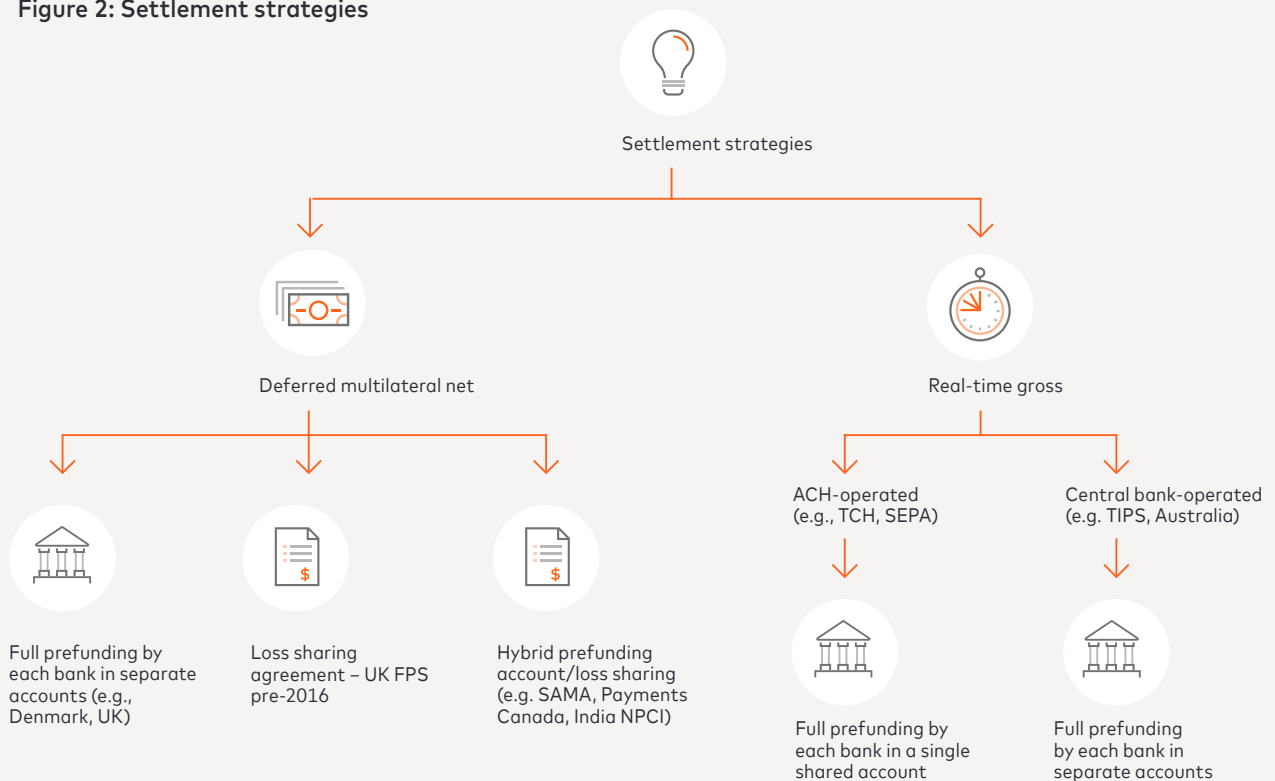 Figure 2: Settlement strategies
Settlement strategies
Deferred multilateral net
Real-time gross
ACH-operated
(e.g., TCH, SEPA)
Central bank-operated
(e.g. TIPS, Australia)
$
$
Full prefunding by
each bank in separate
accounts (e.g.,
Denmark, UK)
Loss sharing
agreement – UK FPS
pre-2016
Hybrid prefunding
account/loss sharing
(e.g. SAMA, Payments
Canada, India NPCI)
Full prefunding by
each bank in a single
shared account
Full prefunding
by each bank in
separate accounts